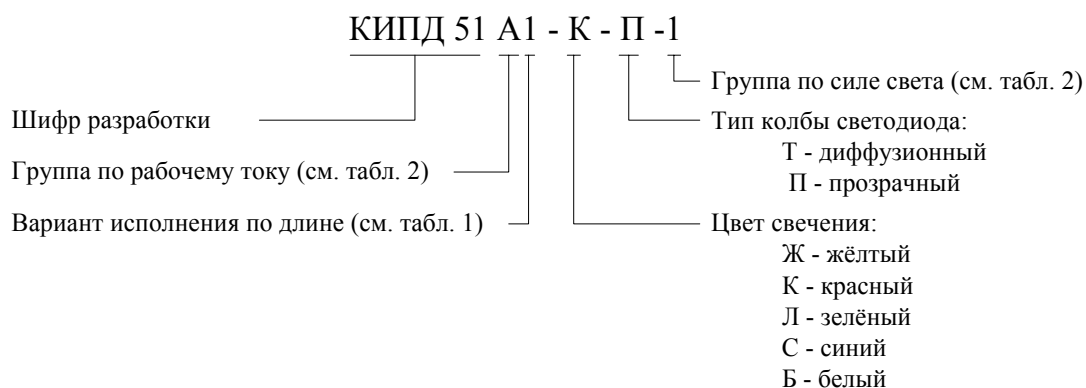 КИПД 51 А1 - К - П -1
Группа по силе света (см. табл. 2)
Шифр разработки
Тип колбы светодиода:
Т - диффузионный
Группа по рабочему току (см. табл. 2)
П - прозрачный
Вариант исполнения по длине (см. табл. 1)
Цвет свечения:
Ж - жёлтый
К - красный
Л - зелёный
С - синий
Б - белый